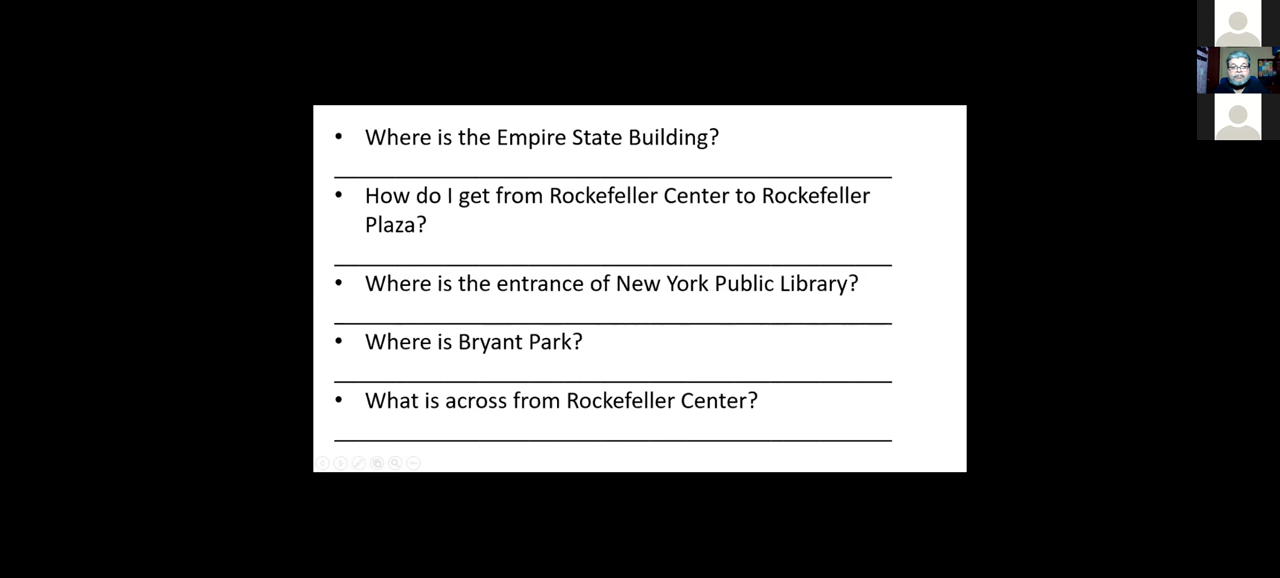 • Where is the Empire State Building?
• How do I get from Rockefeller Center to Rockefeller
Plaza?
• Where is the entrance of New York Public Library?
• Where is Bryant Park?
• What is across from Rockefeller Center?